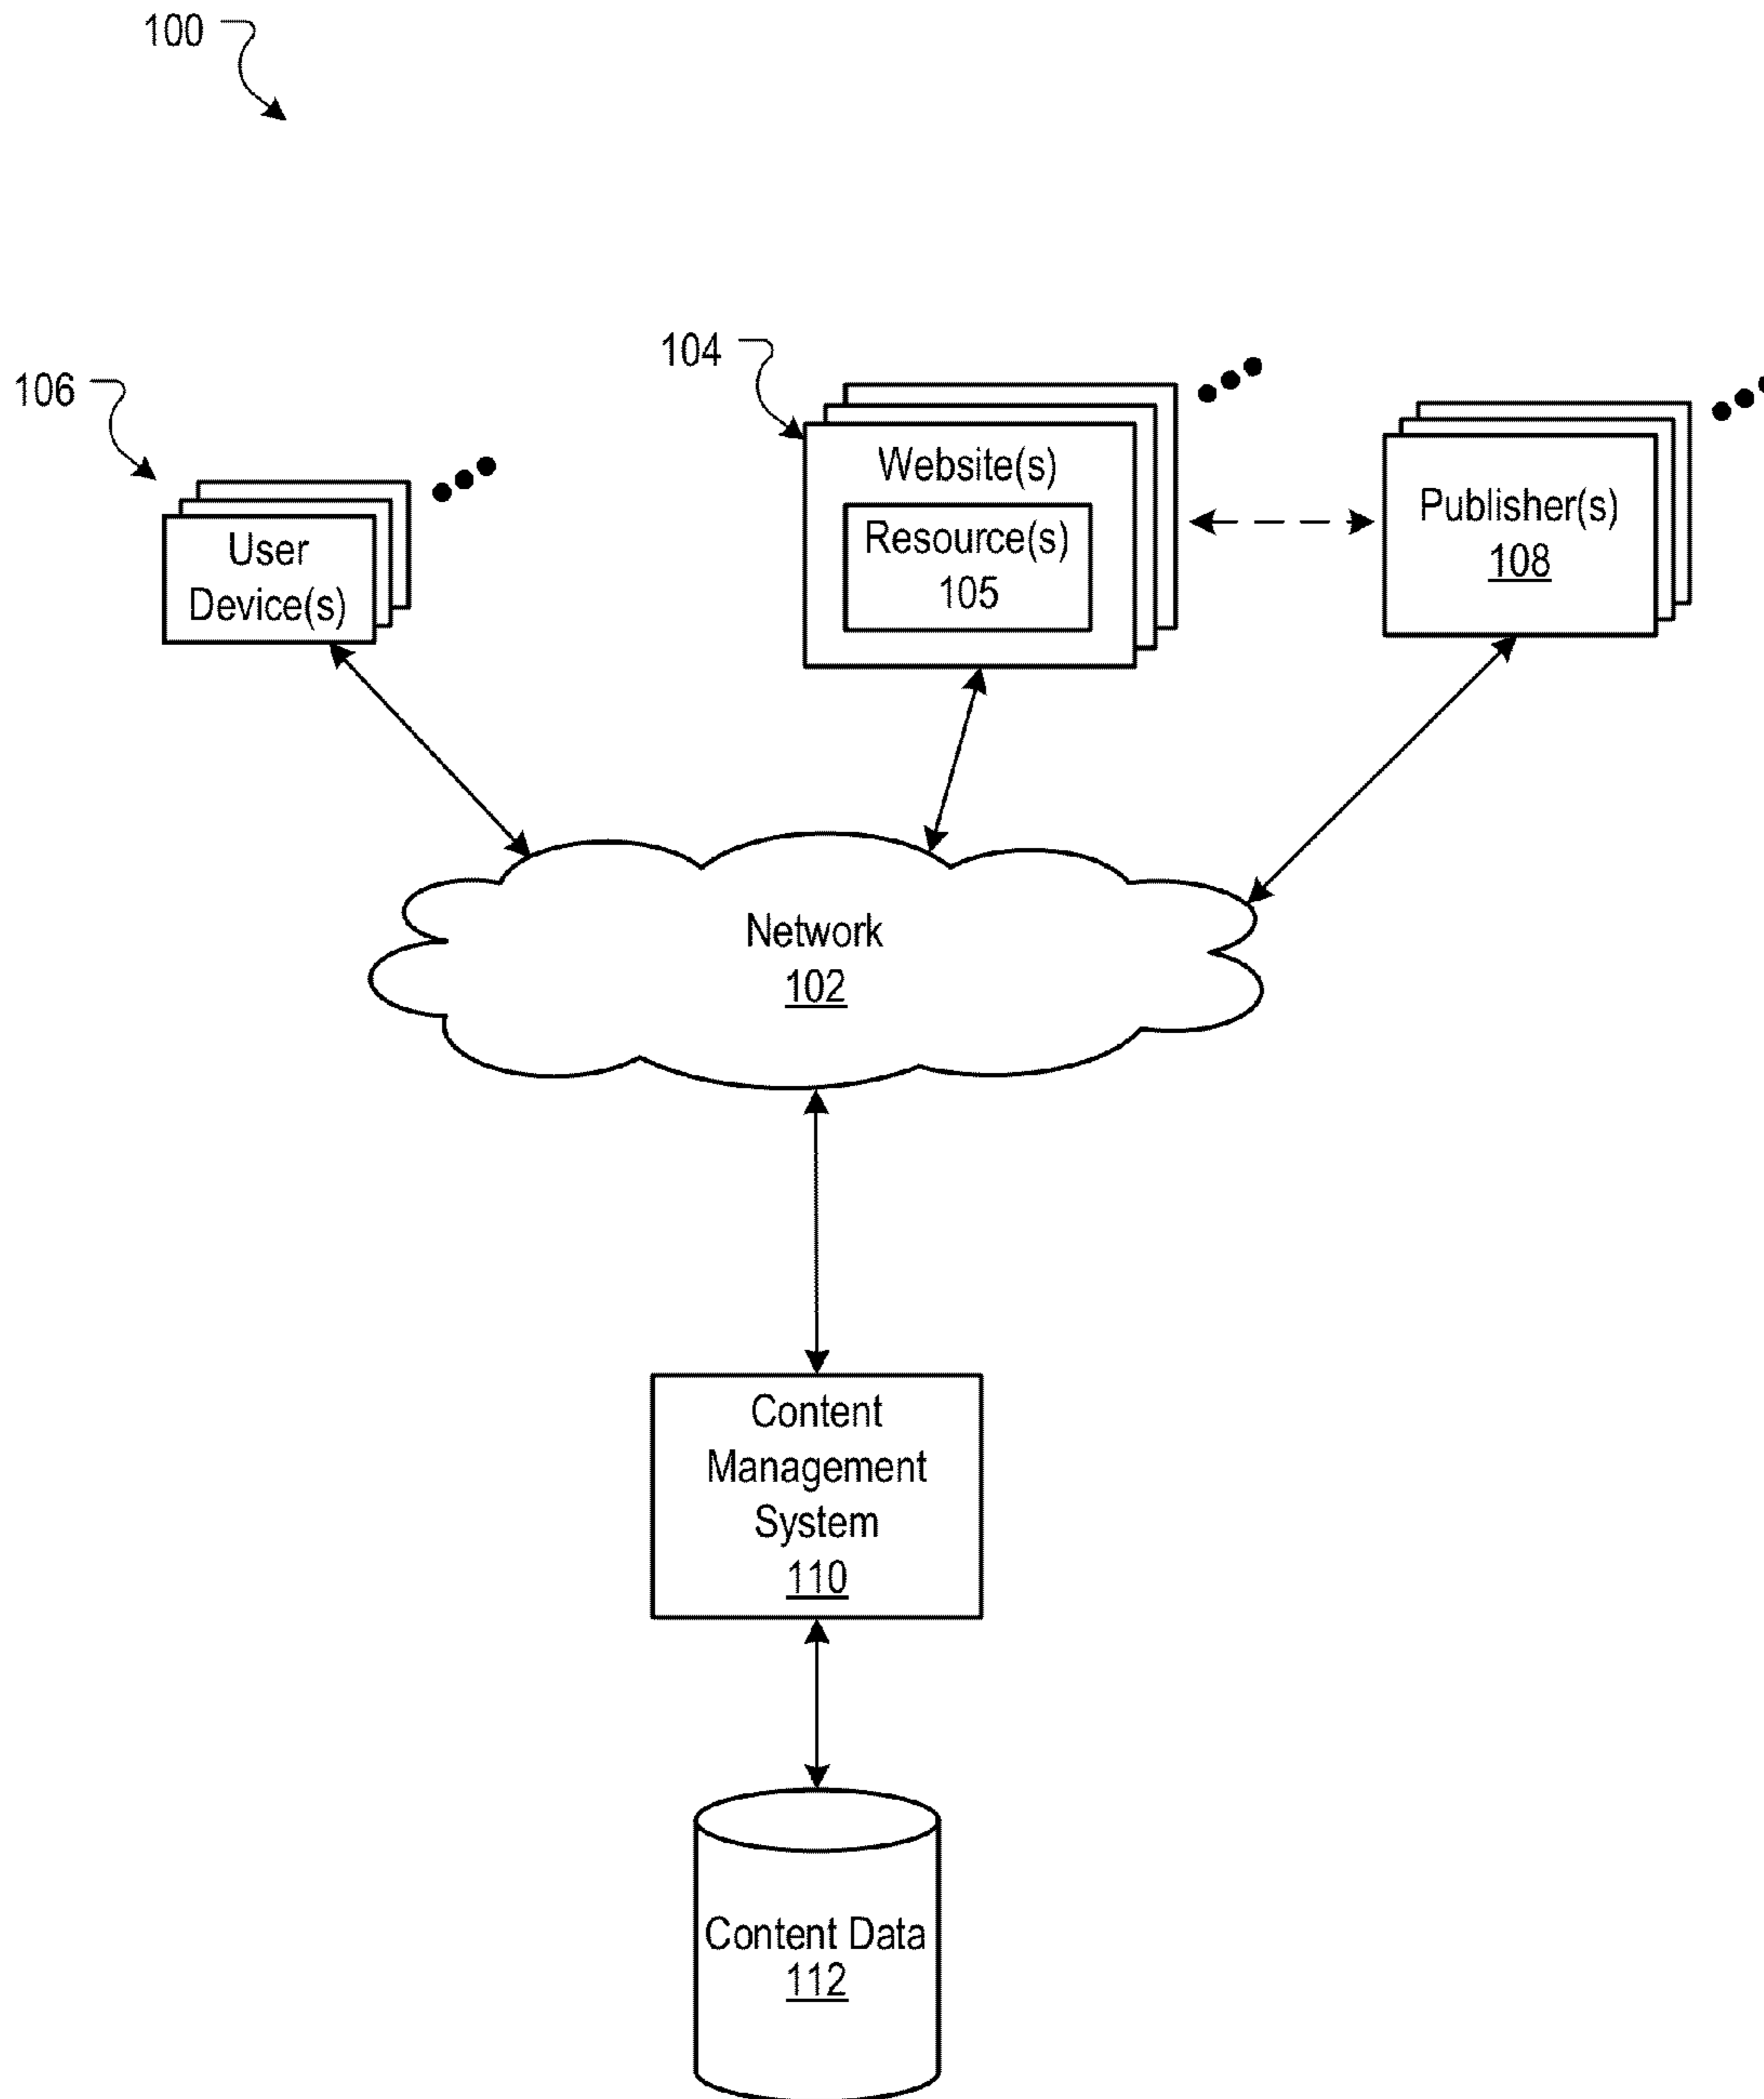 100
104
106
Website(s)
Resource(s)
105
Publisher(s)
108
User
Device(s)
Network
102
Content
Management
System
110
Content Data
112